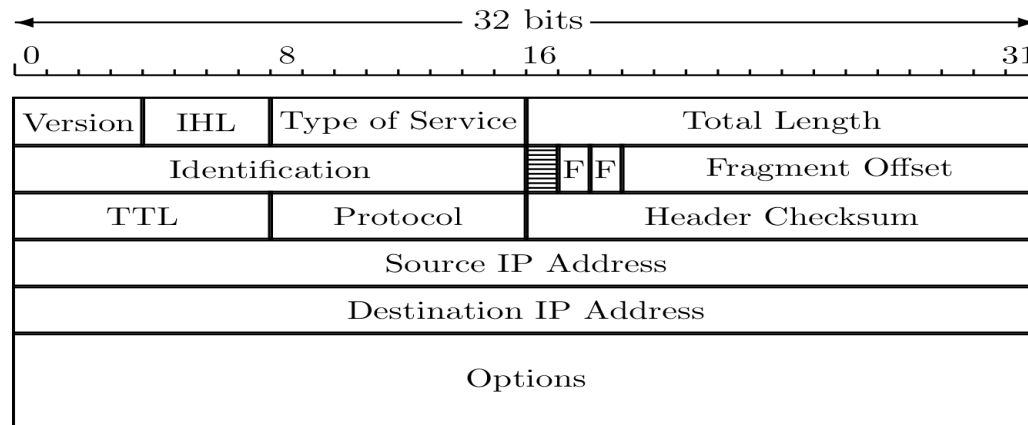 32 bits
0 8 16 31
Version IHL Type of Service Total Length
Identification F F Fragment Offset
TTL Protocol Header Checksum
Source IP Address
Destination IP Address
Options